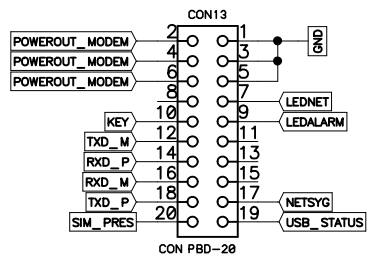 CON13
POWEROUT_MODEM 2 1 GND
POWEROUT_MODEM 4 3
POWEROUT_MODEM 6 5
8 7 LEDNET
KEY 10 9 LEDALARM
TXD_M 12 11
RXD_P 14 13
RXD_M 16 15
TXD_P 18 17 NETSYG
SIM_PRES 20 19 USB_STATUS
CON PBD-20